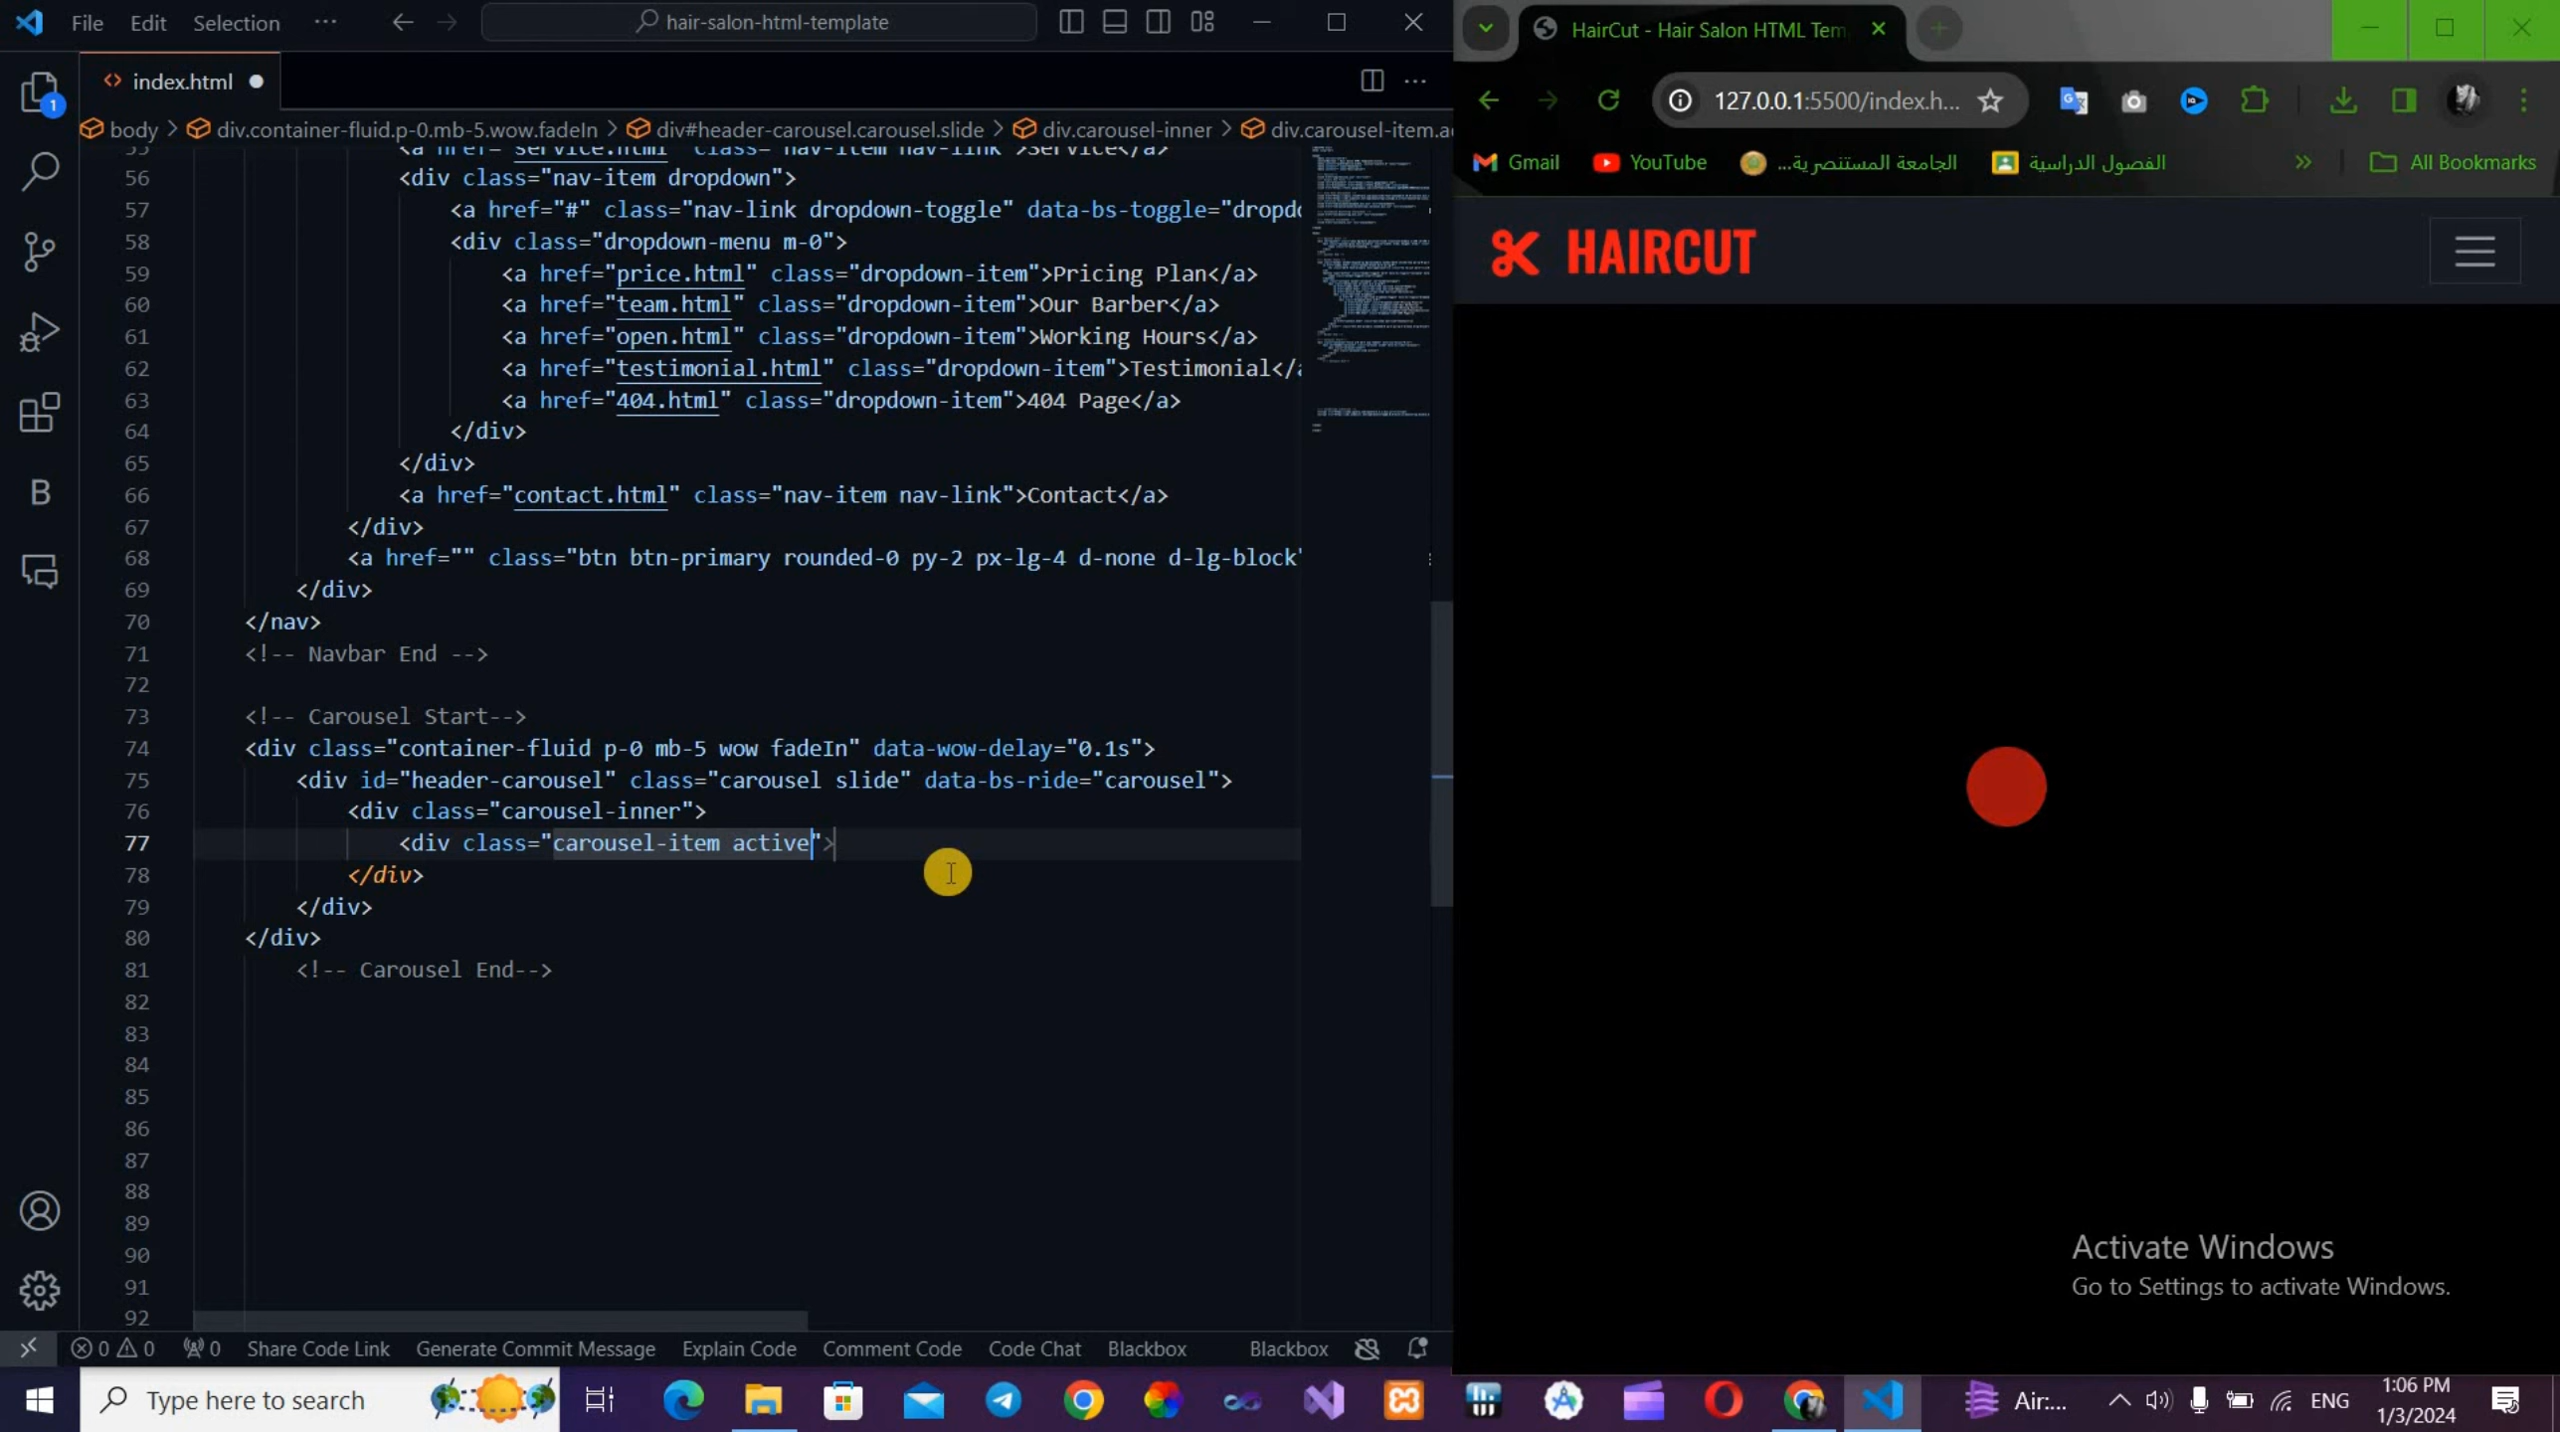 File Edit Selection ··· hair-salon-html-template
index.html
body > div.container-fluid.p-0.mb-5.wow.fadeIn > div#header-carousel.carousel.slide > div.carousel-inner > div.carousel-item.a
55 <a href="service.html" class="nav-item nav-link">Service</a>
56 <div class="nav-item dropdown">
57 <a href="#" class="nav-link dropdown-toggle" data-bs-toggle="dropdo
58 <div class="dropdown-menu m-0">
59 <a href="price.html" class="dropdown-item">Pricing Plan</a>
60 <a href="team.html" class="dropdown-item">Our Barber</a>
61 <a href="open.html" class="dropdown-item">Working Hours</a>
62 <a href="testimonial.html" class="dropdown-item">Testimonial</a
63 <a href="404.html" class="dropdown-item">404 Page</a>
64 </div>
65 </div>
66 <a href="contact.html" class="nav-item nav-link">Contact</a>
67 </div>
68 <a href="" class="btn btn-primary rounded-0 py-2 px-lg-4 d-none d-lg-block"
69 </div>
70 </nav>
71 <!-- Navbar End -->
72
73 <!-- Carousel Start-->
74 <div class="container-fluid p-0 mb-5 wow fadeIn" data-wow-delay="0.1s">
75 <div id="header-carousel" class="carousel slide" data-bs-ride="carousel">
76 <div class="carousel-inner">
77 <div class="carousel-item active">
78 </div>
79 </div>
80 </div>
81 <!-- Carousel End-->
82
83
84
85
86
87
88
89
90
91
92
0 0 0 Share Code Link Generate Commit Message Explain Code Comment Code Code Chat Blackbox Blackbox
HairCut - Hair Salon HTML Tem
127.0.0.1:5500/index.h...
Gmail YouTube الجامعة المستنصرية... الفصول الدراسية » All Bookmarks
HAIRCUT
Activate Windows
Go to Settings to activate Windows.
Type here to search
Air:... ENG
1:06 PM
1/3/2024